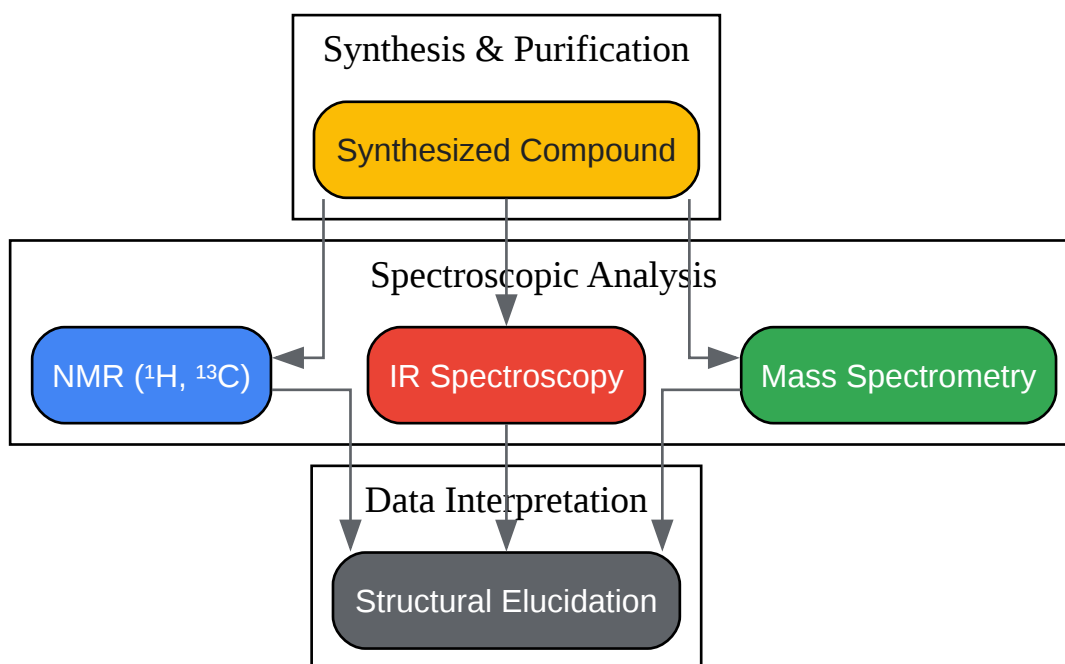 Synthesis & Purification
Synthesized Compound
Spectroscopic Analysis
NMR (¹H, ¹³C)
IR Spectroscopy
Mass Spectrometry
Data Interpretation
Structural Elucidation